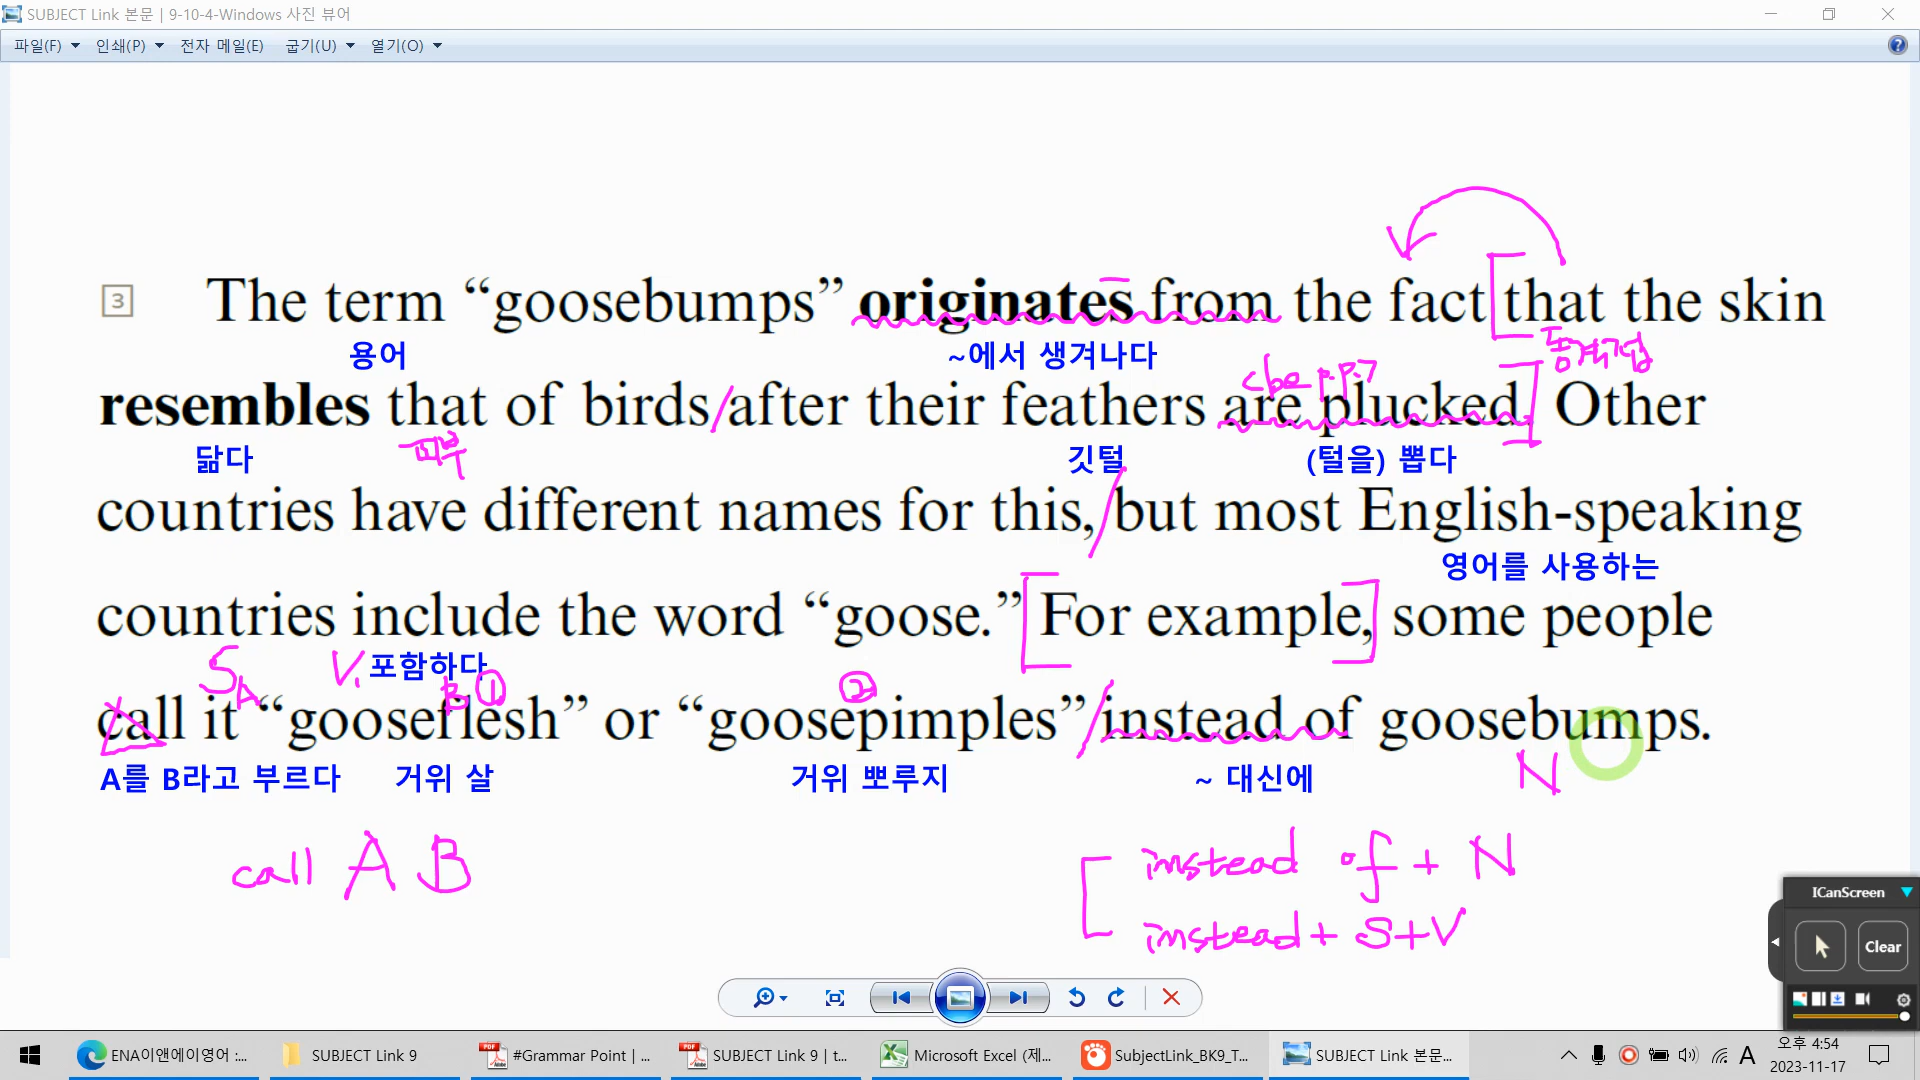 SUBJECT Link 본문 | 9-10-4-Windows 사진 뷰어
파일(F) 인쇄(P) 전자 메일(E) 굽기(U) 열기(O)
3 The term “goosebumps” originates from the fact [that the skin
용어 ~에서 생겨나다 동격 접
resembles that of birds/after their feathers are plucked.] Other
be p.p.
닮다 피부 깃털 (털을) 뽑다
countries have different names for this,/but most English-speaking
영어를 사용하는
countries include the word “goose.” [For example,] some people
S V. 포함하다
A B ① ②
call it “gooseflesh” or “goosepimples”/instead of goosebumps.
A를 B라고 부르다 거위 살 거위 뾰루지 ~ 대신에 N
call A B
instead of + N
instead + S+V
ICanScreen
Clear
ENA이앤에이영어 :...
SUBJECT Link 9
#Grammar Point | ...
SUBJECT Link 9 | t...
Microsoft Excel (제...
SubjectLink_BK9_T...
SUBJECT Link 본문...
A
오후 4:54
2023-11-17